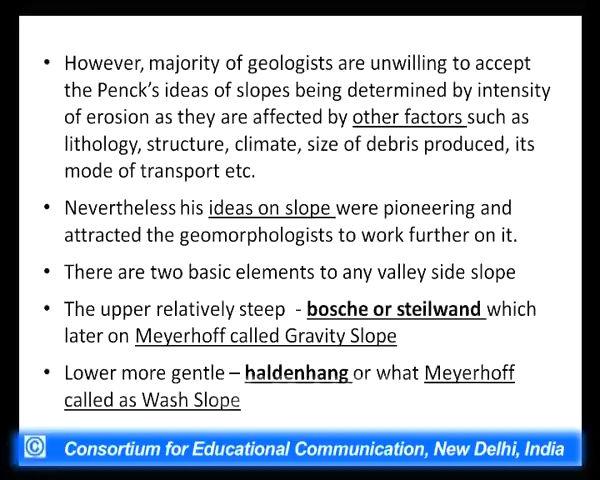 • However, majority of geologists are unwilling to accept
the Penck's ideas of slopes being determined by intensity
of erosion as they are affected by other factors such as
lithology, structure, climate, size of debris produced, its
mode of transport etc.
• Nevertheless his ideas on slope were pioneering and
attracted the geomorphologists to work further on it.
• There are two basic elements to any valley side slope
• The upper relatively steep - bosche or steilwand which
later on Meyerhoff called Gravity Slope
• Lower more gentle – haldenhang or what Meyerhoff
called as Wash Slope
© Consortium for Educational Communication, New Delhi, India